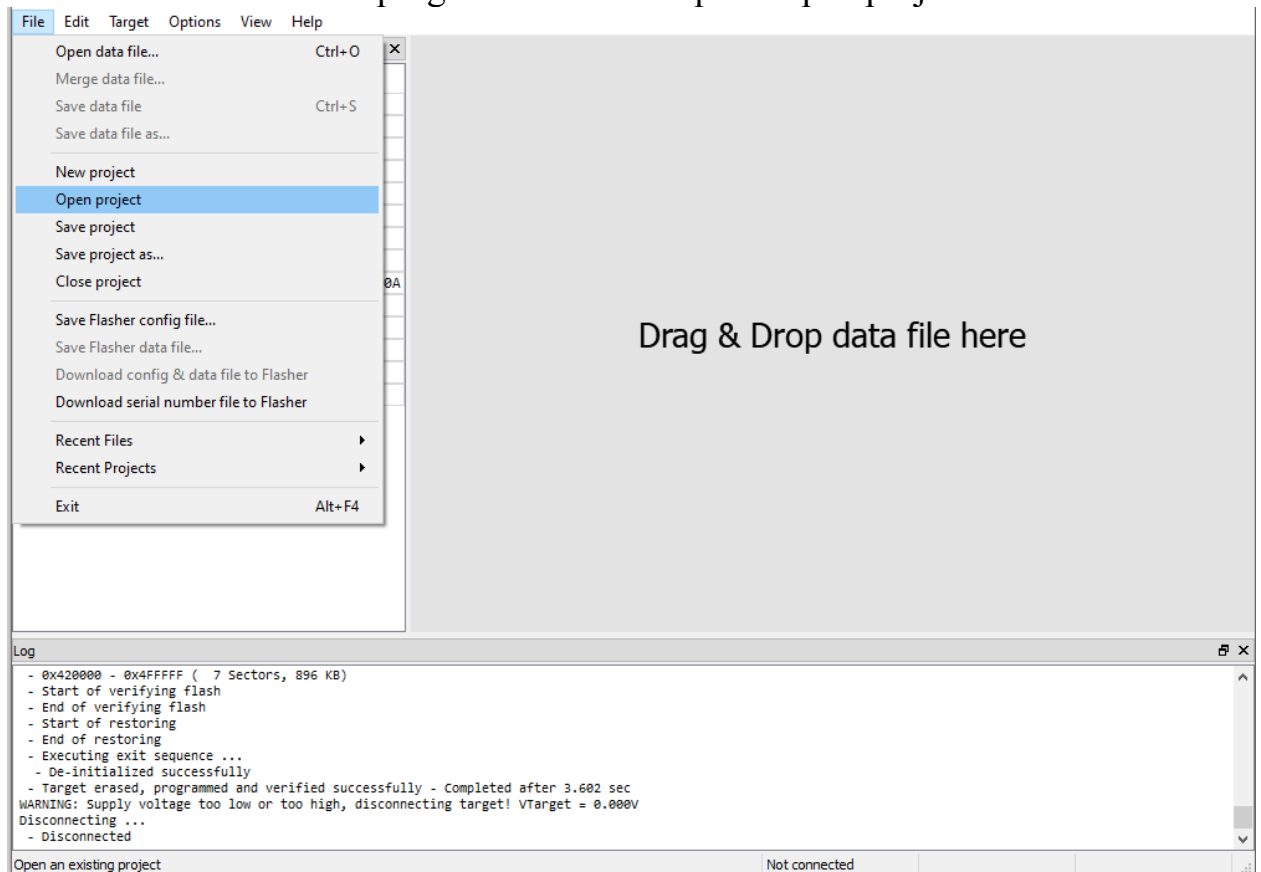 File Edit Target Options View Help
Open data file... Ctrl+O
Merge data file...
Save data file Ctrl+S
Save data file as...
New project
Open project
Save project
Save project as...
Close project
0A
Save Flasher config file...
Save Flasher data file...
Download config & data file to Flasher
Download serial number file to Flasher
Recent Files
Recent Projects
Exit Alt+F4
Drag & Drop data file here
Log
- 0x420000 - 0x4FFFFF ( 7 Sectors, 896 KB)
- Start of verifying flash
- End of verifying flash
- Start of restoring
- End of restoring
- Executing exit sequence ...
- De-initialized successfully
- Target erased, programmed and verified successfully - Completed after 3.602 sec
WARNING: Supply voltage too low or too high, disconnecting target! VTarget = 0.000V
Disconnecting ...
- Disconnected
Open an existing project Not connected